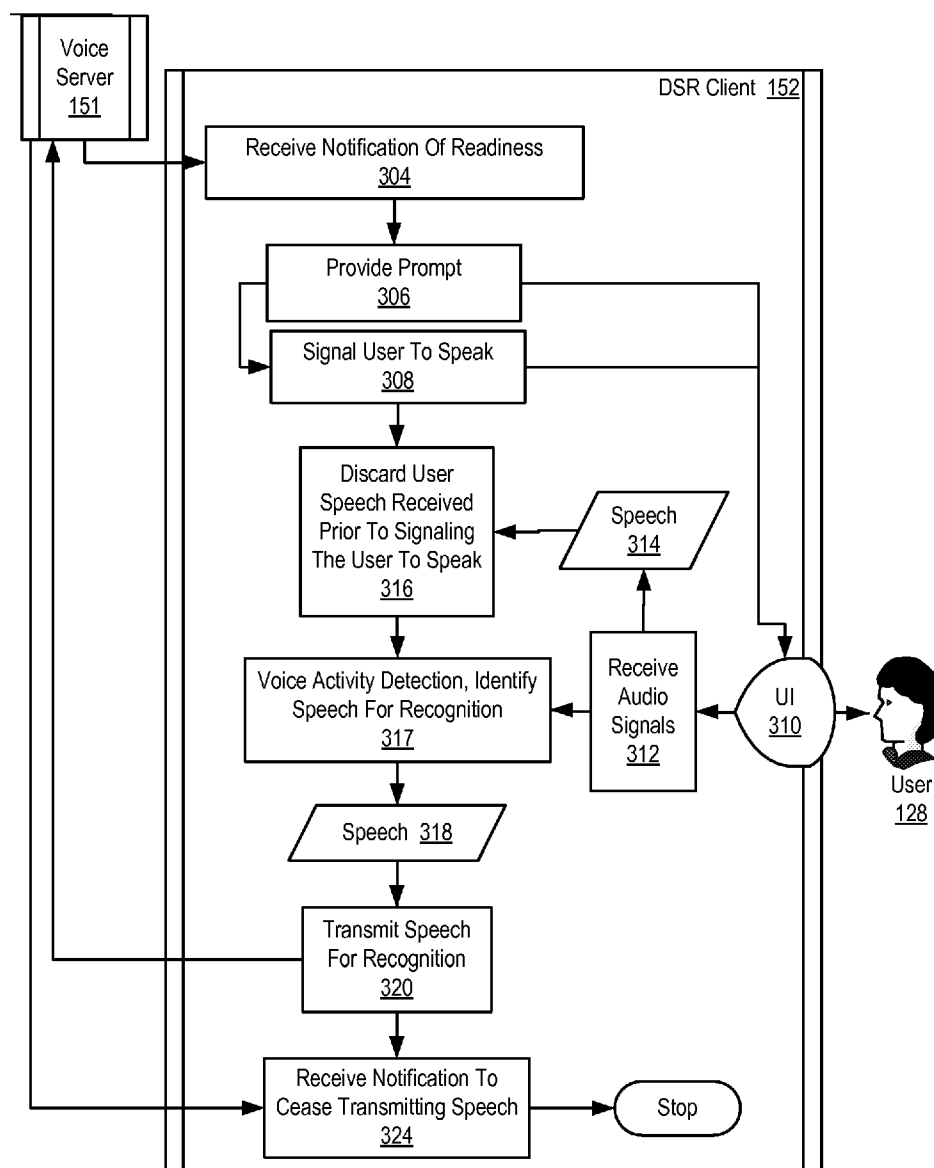 Voice
Server
151
DSR Client 152
Receive Notification Of Readiness
304
Provide Prompt
306
Signal User To Speak
308
Discard User
Speech Received
Prior To Signaling
The User To Speak
316
Speech
314
Voice Activity Detection, Identify
Speech For Recognition
317
Receive
Audio
Signals
312
UI
310
User
128
Speech 318
Transmit Speech
For Recognition
320
Receive Notification To
Cease Transmitting Speech
324
Stop